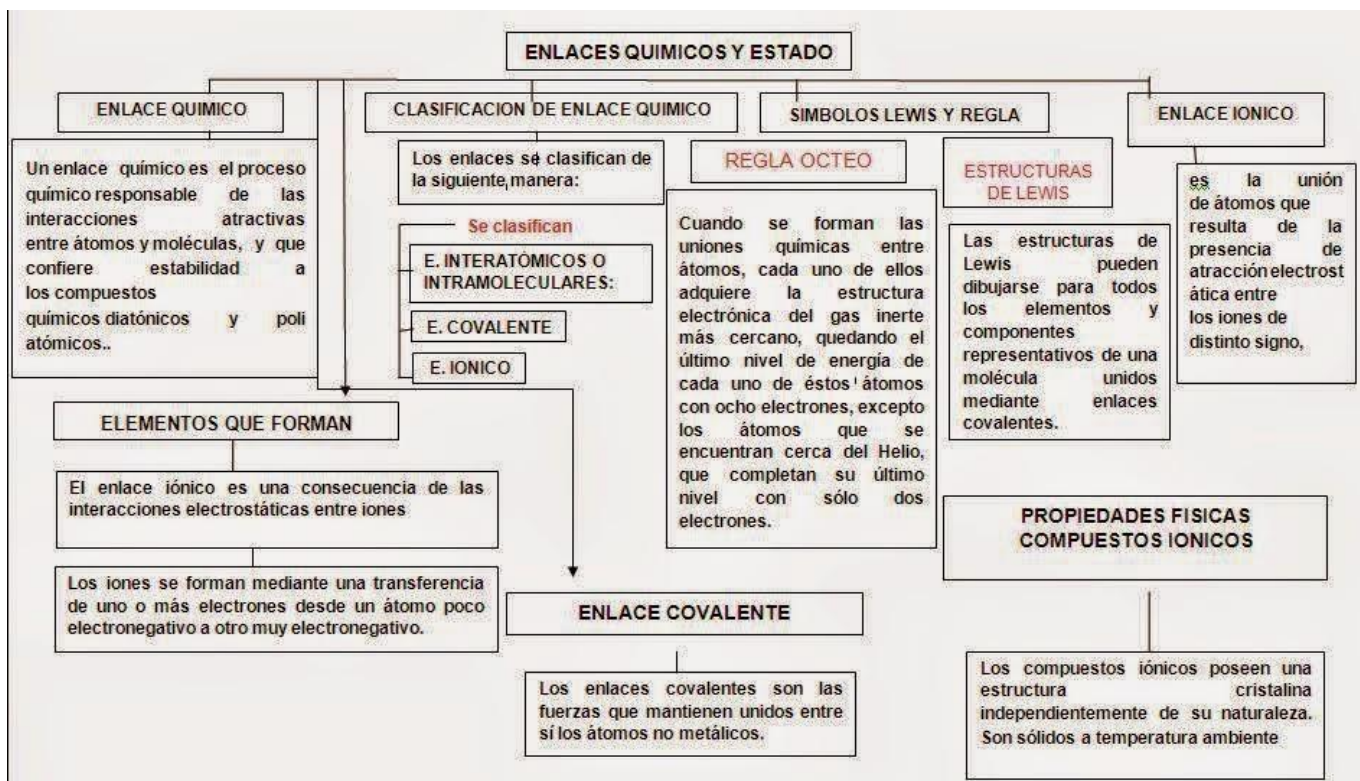 ENLACES QUIMICOS Y ESTADO
ENLACE QUIMICO
Un enlace químico es el proceso
químico responsable de las
interacciones atractivas
entre átomos y moléculas, y que
confiere estabilidad a
los compuestos
químicos diatónicos y poli
atómicos..
CLASIFICACION DE ENLACE QUIMICO
Los enlaces se clasifican de
la siguiente manera:
Se clasifican
E. INTERATÓMICOS O
INTRAMOLECULARES:
E. COVALENTE
E. IONICO
SIMBOLOS LEWIS Y REGLA
REGLA OCTEO
Cuando se forman las
uniones químicas entre
átomos, cada uno de ellos
adquiere la estructura
electrónica del gas inerte
más cercano, quedando el
último nivel de energía de
cada uno de éstos átomos
con ocho electrones, excepto
los átomos que se
encuentran cerca del Helio,
que completan su último
nivel con sólo dos
electrones.
ESTRUCTURAS
DE LEWIS
Las estructuras de
Lewis pueden
dibujarse para todos
los elementos y
componentes
representativos de una
molécula unidos
mediante enlaces
covalentes.
ENLACE IONICO
es la unión
de átomos que
resulta de la
presencia de
atracción electrost
ática entre
los iones de
distinto signo,
ELEMENTOS QUE FORMAN
El enlace iónico es una consecuencia de las
interacciones electrostáticas entre iones
Los iones se forman mediante una transferencia
de uno o más electrones desde un átomo poco
electronegativo a otro muy electronegativo.
ENLACE COVALENTE
Los enlaces covalentes son las
fuerzas que mantienen unidos entre
sí los átomos no metálicos.
PROPIEDADES FISICAS
COMPUESTOS IONICOS
Los compuestos iónicos poseen una
estructura cristalina
independientemente de su naturaleza.
Son sólidos a temperatura ambiente